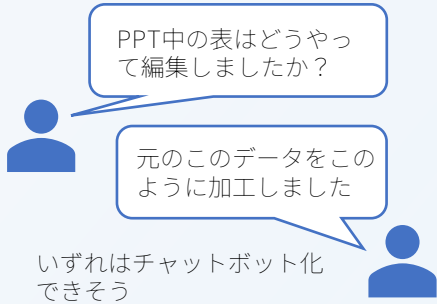 PPT中の表はどうやっ
て編集しましたか？
元のこのデータをこの
ように加工しました
いずれはチャットボット化
できそう